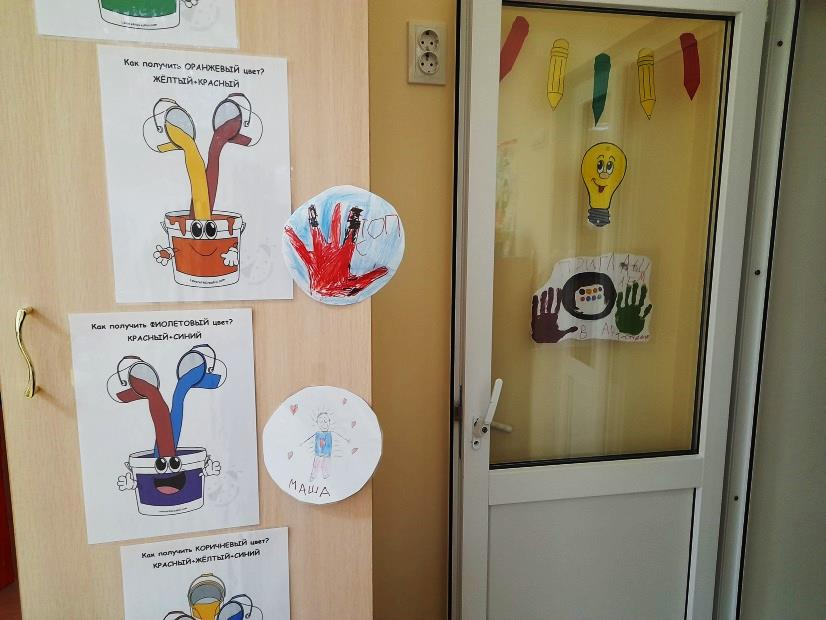 Как получить ОРАНЖЕВЫЙ цвет?
ЖЁЛТЫЙ+КРАСНЫЙ
Как получить ФИОЛЕТОВЫЙ цвет?
КРАСНЫЙ+СИНИЙ
МАША
Как получить КОРИЧНЕВЫЙ цвет?
КРАСНЫЙ+ЖЁЛТЫЙ+СИНИЙ